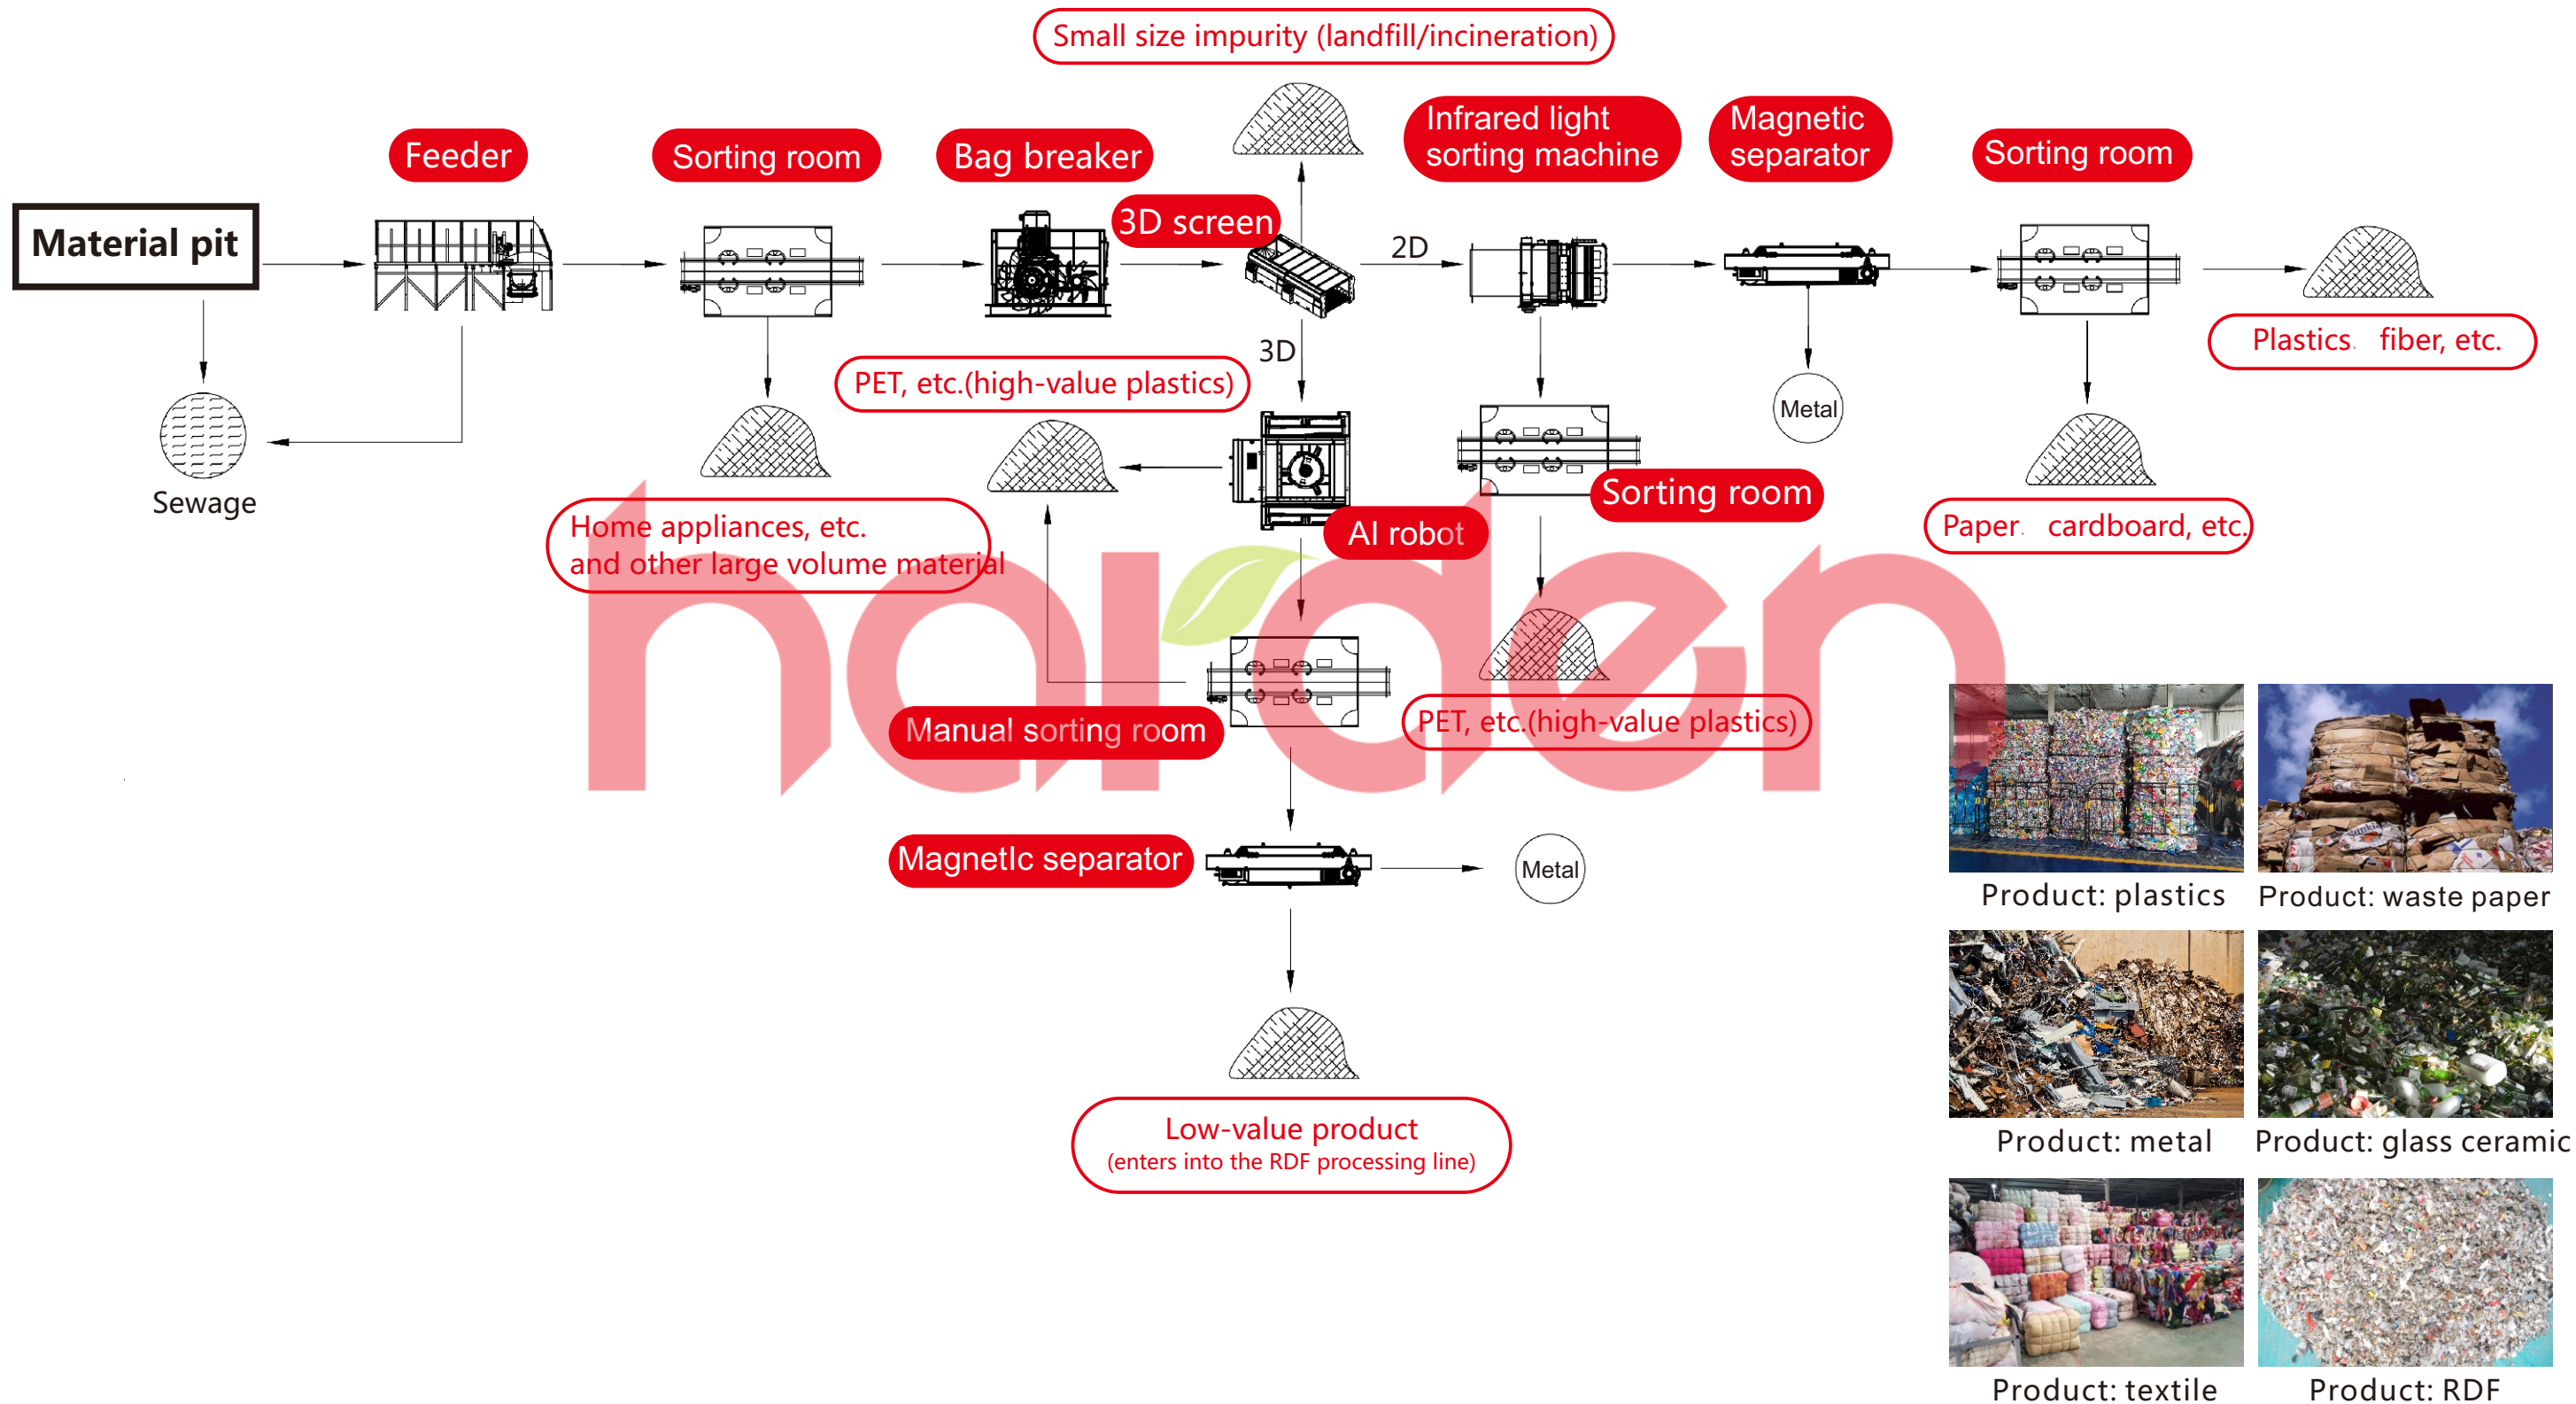 Small size impurity (landfill/incineration)
Feeder
Sorting room
Bag breaker
3D screen
Infrared light
sorting machine
Magnetic
separator
Sorting room
Material pit
2D
3D
Plastics、 fiber, etc.
PET, etc.(high-value plastics)
Metal
Sewage
Home appliances, etc.
and other large volume material
AI robot
Sorting room
Paper、 cardboard, etc.
harden
Manual sorting room
PET, etc.(high-value plastics)
MagnetIc separator
Metal
Low-value product
(enters into the RDF processing line)
Product: plastics
Product: waste paper
Product: metal
Product: glass ceramic
Product: textile
Product: RDF